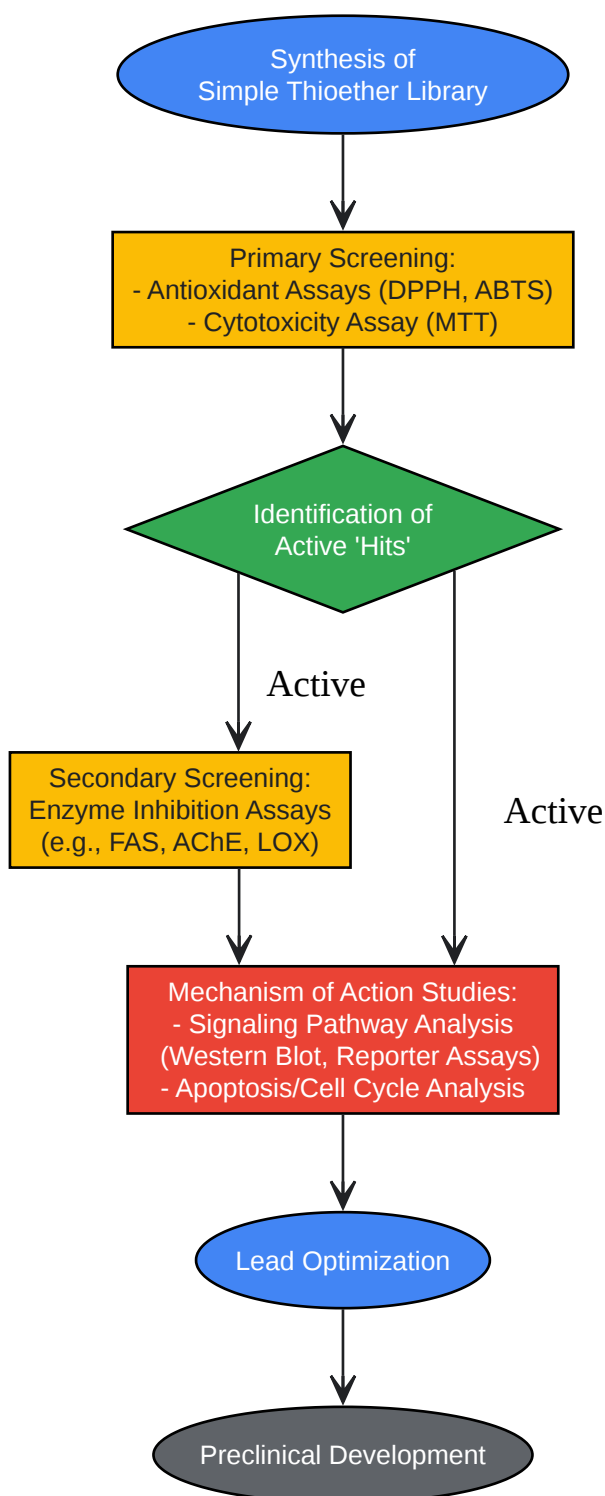 Synthesis of
Simple Thioether Library
Primary Screening:
- Antioxidant Assays (DPPH, ABTS)
- Cytotoxicity Assay (MTT)
Identification of
Active 'Hits'
Active
Secondary Screening:
Enzyme Inhibition Assays
(e.g., FAS, AChE, LOX)
Active
Mechanism of Action Studies:
- Signaling Pathway Analysis
(Western Blot, Reporter Assays)
- Apoptosis/Cell Cycle Analysis
Lead Optimization
Preclinical Development